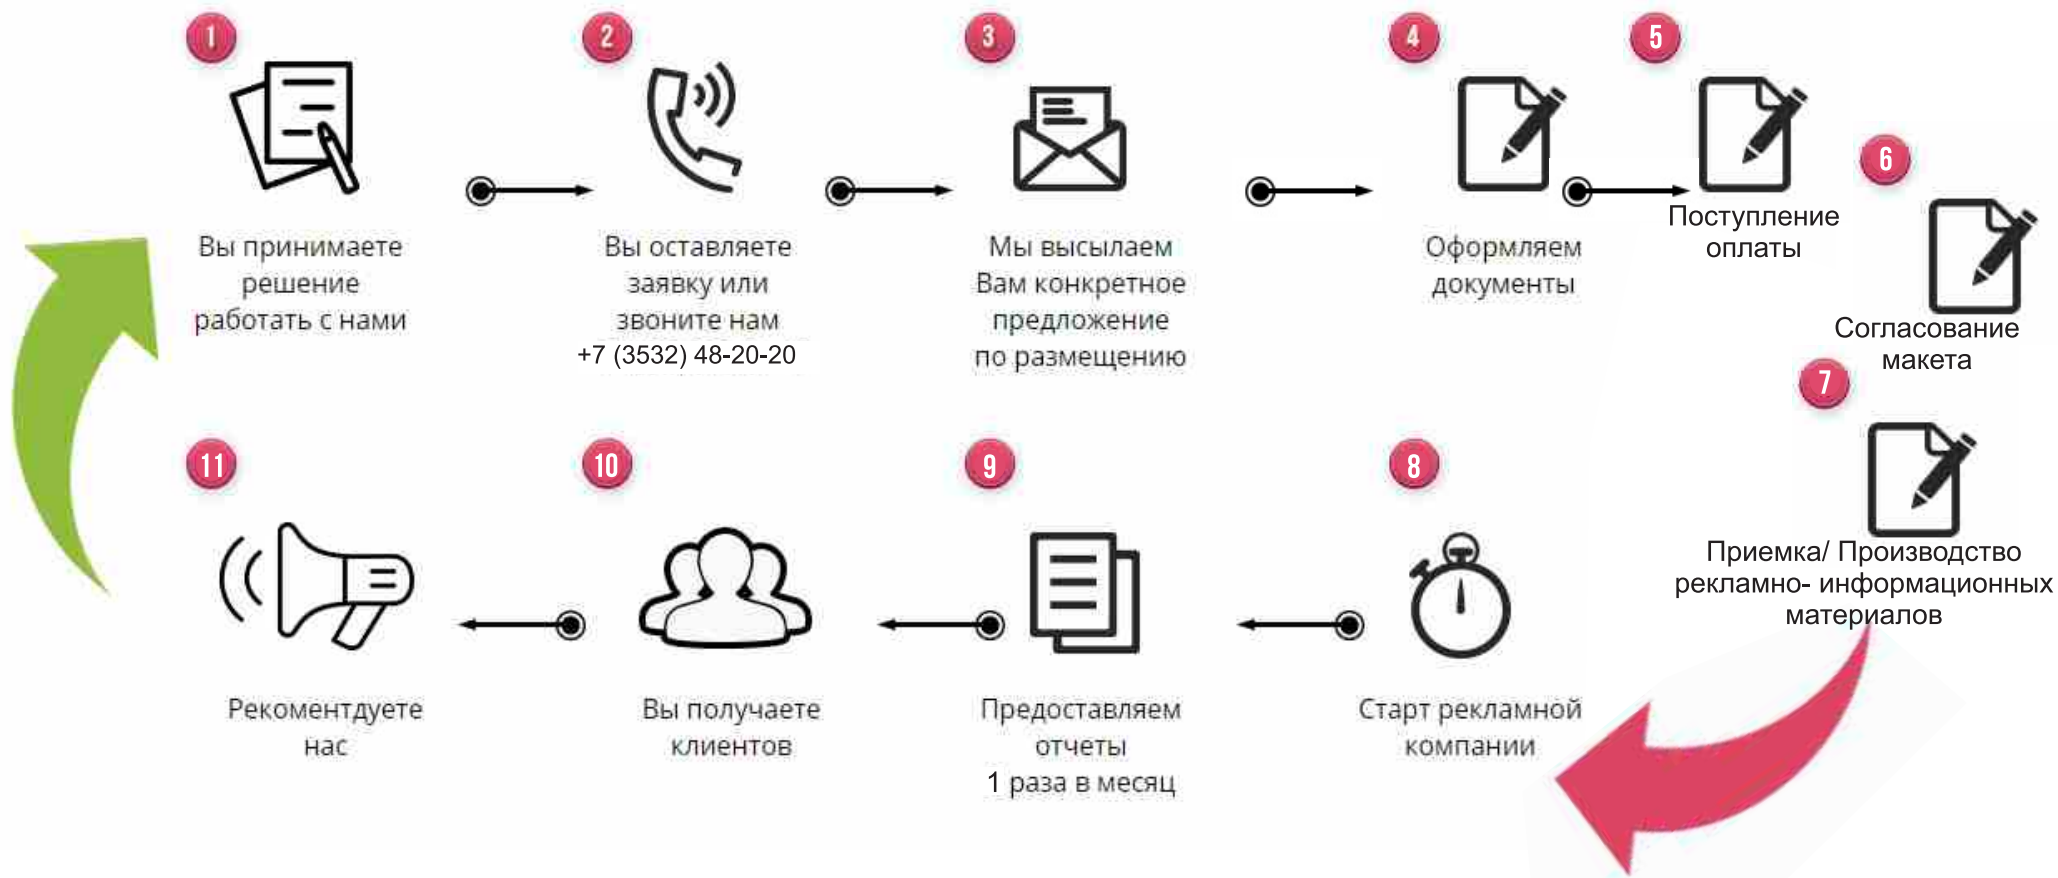 1
Вы принимаете
решение
работать с нами
2
Вы оставляете
заявку или
звоните нам
+7 (3532) 48-20-20
3
Мы высылаем
Вам конкретное
предложение
по размещению
4
Оформляем
документы
5
Поступление
оплаты
6
Согласование
макета
7
Приемка/ Производство
рекламно- информационных
материалов
8
Старт рекламной
компании
9
Предоставляем
отчеты
1 раза в месяц
10
Вы получаете
клиентов
11
Рекоментдуете
нас